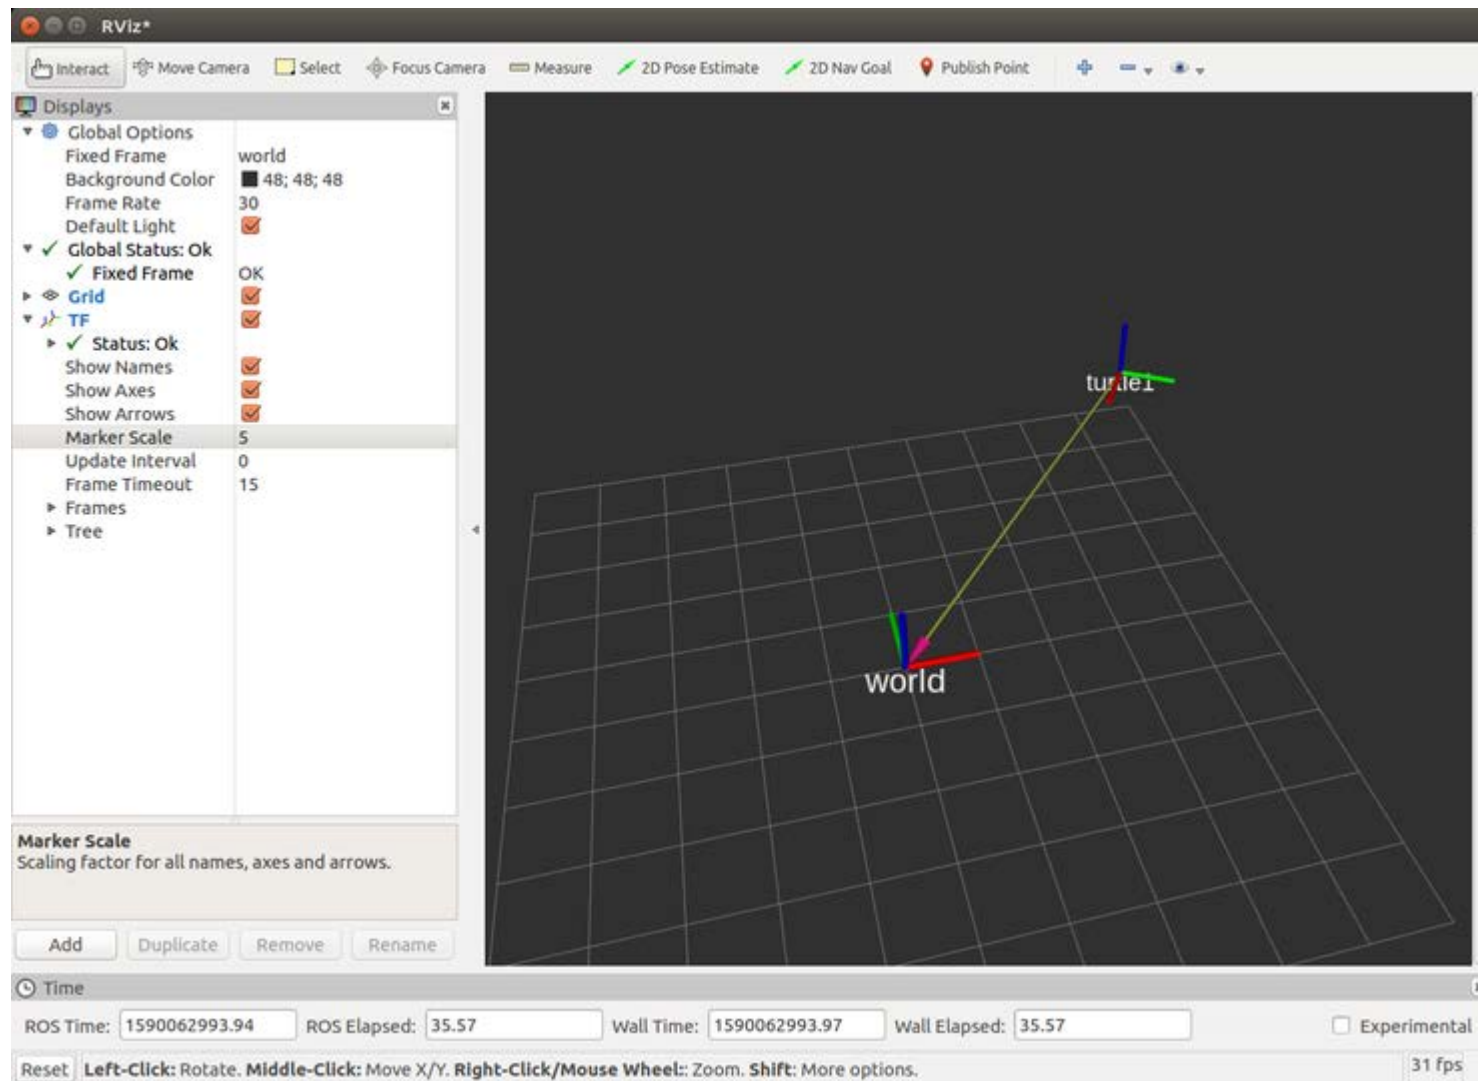 RViz*
Interact Move Camera Select Focus Camera Measure 2D Pose Estimate 2D Nav Goal Publish Point
Displays
Global Options
Fixed Frame world
Background Color 48; 48; 48
Frame Rate 30
Default Light
Global Status: Ok
Fixed Frame OK
Grid
TF
Status: Ok
Show Names
Show Axes
Show Arrows
Marker Scale 5
Update Interval 0
Frame Timeout 15
Frames
Tree
turtle1
world
Marker Scale
Scaling factor for all names, axes and arrows.
Add Duplicate Remove Rename
Time
ROS Time: 1590062993.94 ROS Elapsed: 35.57 Wall Time: 1590062993.97 Wall Elapsed: 35.57 Experimental
Reset Left-Click: Rotate. Middle-Click: Move X/Y. Right-Click/Mouse Wheel:: Zoom. Shift: More options. 31 fps